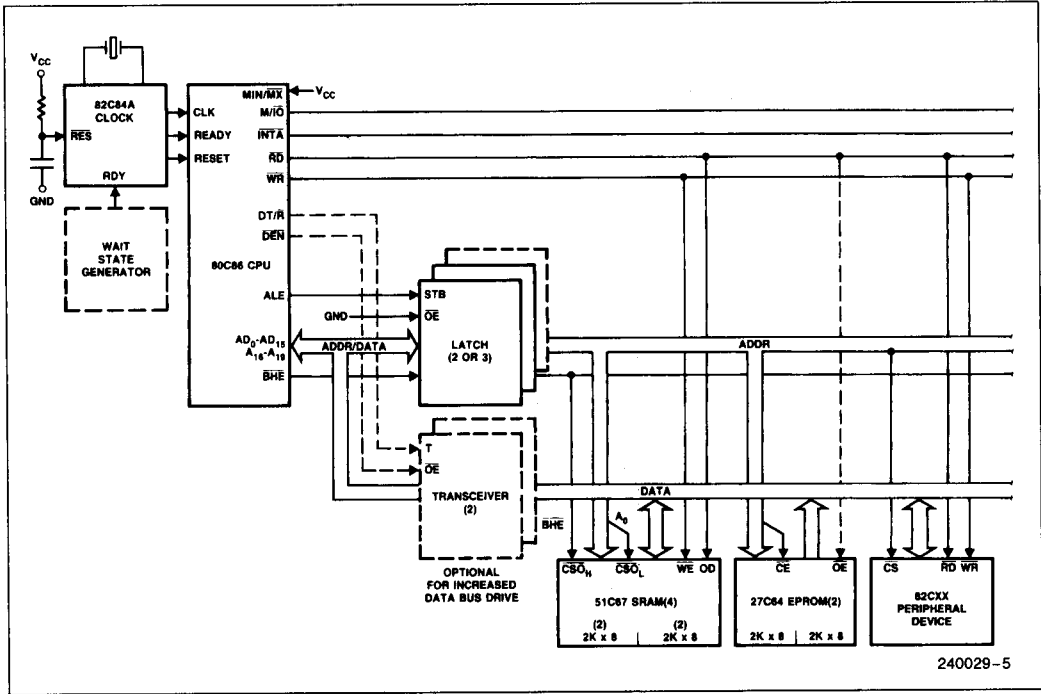 V_CC
82C84A
CLOCK
RES
RDY
GND
WAIT
STATE
GENERATOR
MIN/MX
V_CC
CLK
M/IO
READY
INTA
RESET
RD
WR
DT/R
DEN
80C86 CPU
ALE
AD0-AD15
A16-A19
BHE
ADDR/DATA
STB
GND
OE
LATCH
(2 OR 3)
ADDR
T
OE
TRANSCEIVER
(2)
OPTIONAL
FOR INCREASED
DATA BUS DRIVE
DATA
BHE
A0
CSOH
CSOL
WE
OD
51C67 SRAM(4)
(2)
2K x 8
(2)
2K x 8
CE
OE
27C64 EPROM(2)
2K x 8
2K x 8
CS
RD
WR
82CXX
PERIPHERAL
DEVICE
240029-5